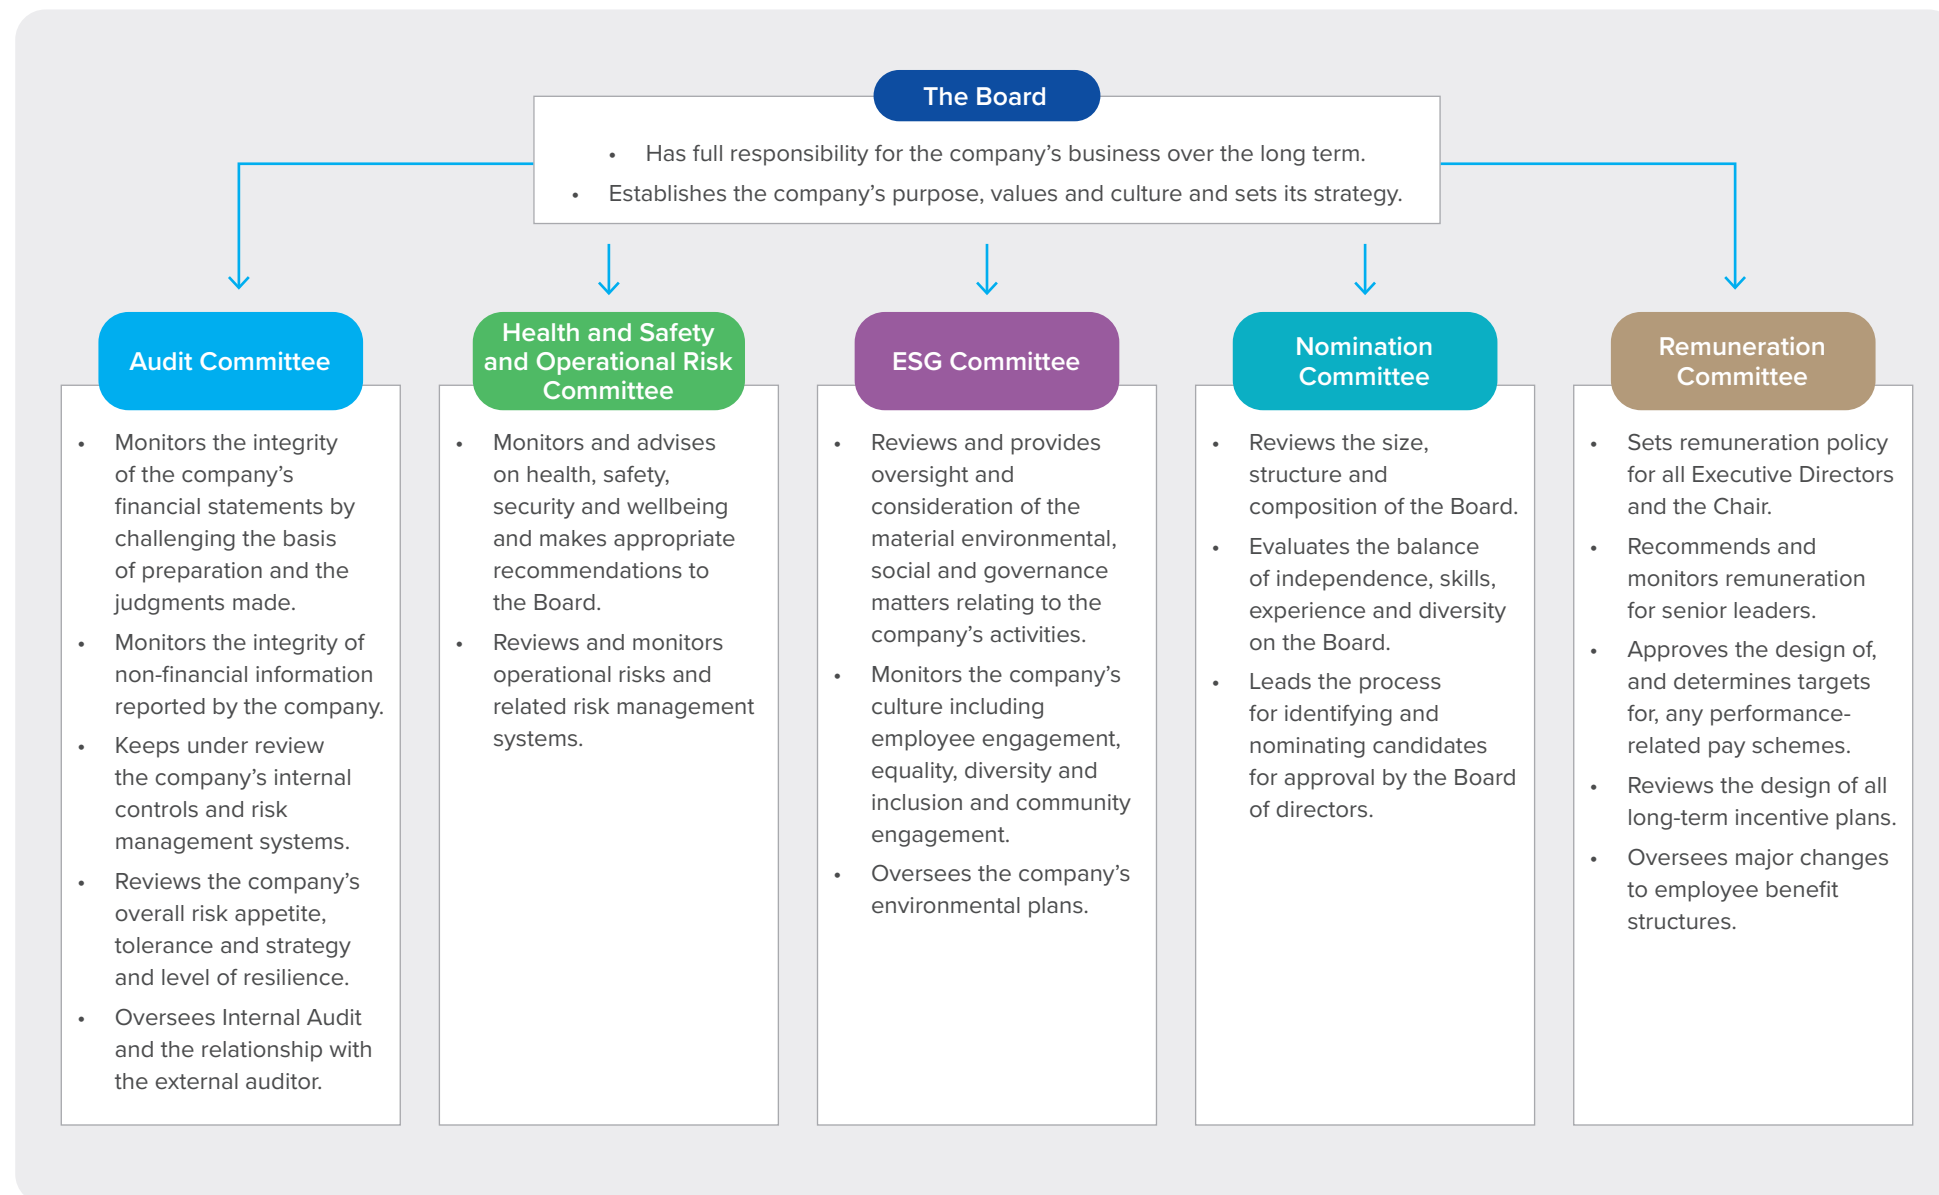 The Board
• Has full responsibility for the company’s business over the long term.
• Establishes the company’s purpose, values and culture and sets its strategy.
Audit Committee
• Monitors the integrity
of the company’s
financial statements by
challenging the basis
of preparation and the
judgments made.
• Monitors the integrity of
non-financial information
reported by the company.
• Keeps under review
the company’s internal
controls and risk
management systems.
• Reviews the company’s
overall risk appetite,
tolerance and strategy
and level of resilience.
• Oversees Internal Audit
and the relationship with
the external auditor.
Health and Safety
and Operational Risk
Committee
• Monitors and advises
on health, safety,
security and wellbeing
and makes appropriate
recommendations to
the Board.
• Reviews and monitors
operational risks and
related risk management
systems.
ESG Committee
• Reviews and provides
oversight and
consideration of the
material environmental,
social and governance
matters relating to the
company’s activities.
• Monitors the company’s
culture including
employee engagement,
equality, diversity and
inclusion and community
engagement.
• Oversees the company’s
environmental plans.
Nomination
Committee
• Reviews the size,
structure and
composition of the Board.
• Evaluates the balance
of independence, skills,
experience and diversity
on the Board.
• Leads the process
for identifying and
nominating candidates
for approval by the Board
of directors.
Remuneration
Committee
• Sets remuneration policy
for all Executive Directors
and the Chair.
• Recommends and
monitors remuneration
for senior leaders.
• Approves the design of,
and determines targets
for, any performance-
related pay schemes.
• Reviews the design of all
long-term incentive plans.
• Oversees major changes
to employee benefit
structures.